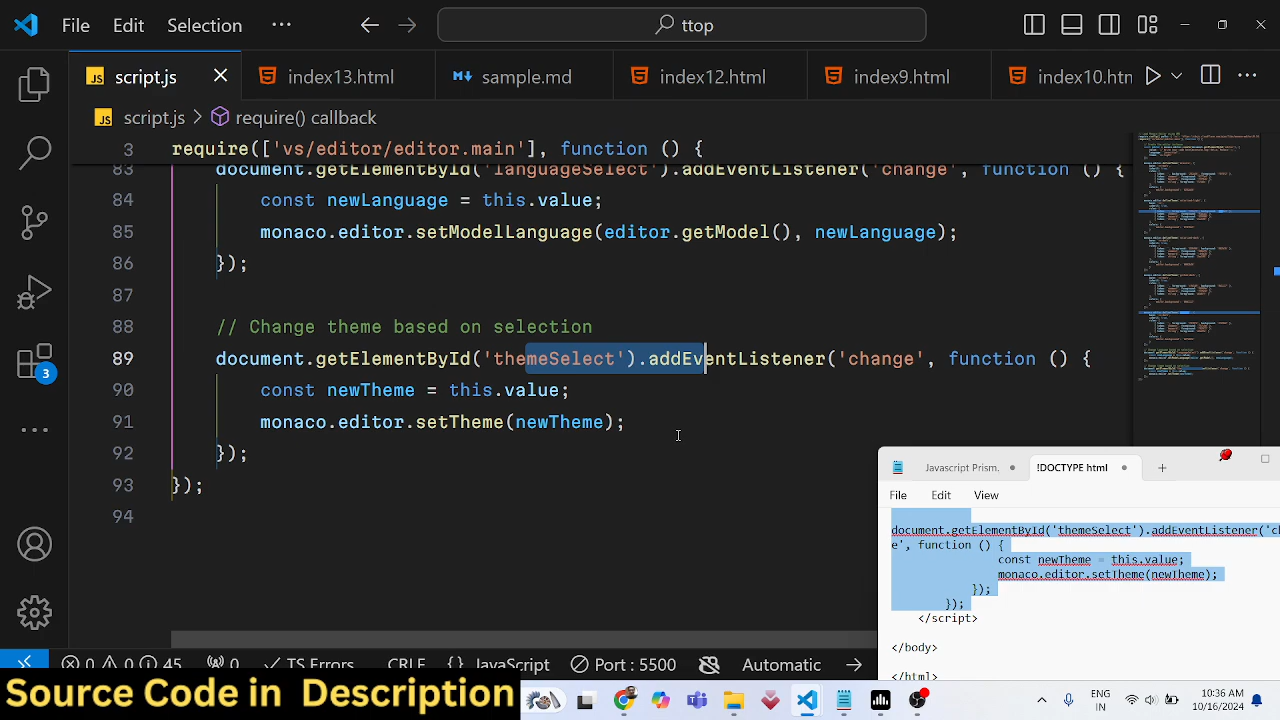 File Edit Selection ··· ttop
script.js index13.html sample.md index12.html index9.html index10.htn
script.js > require() callback
3 require(['vs/editor/editor.main'], function () {
83 document.getElementById('languageSelect').addEventListener('change', function () {
84 const newLanguage = this.value;
85 monaco.editor.setModelLanguage(editor.getModel(), newLanguage);
86 });
87
88 // Change theme based on selection
89 document.getElementById('themeSelect').addEventListener('change', function () {
90 const newTheme = this.value;
91 monaco.editor.setTheme(newTheme);
92 });
93 });
94
3
Javascript Prism. !DOCTYPE html
File Edit View
document.getElementById('themeSelect').addEventListener('c
e', function () {
const newTheme = this.value;
monaco.editor.setTheme(newTheme);
});
});
</script>
</body>
</html>
0 0 45 0 TS Errors CRLF {} JavaScript Port : 5500 Automatic
Source Code in Description
ENG
IN
10:36 AM
10/16/2024